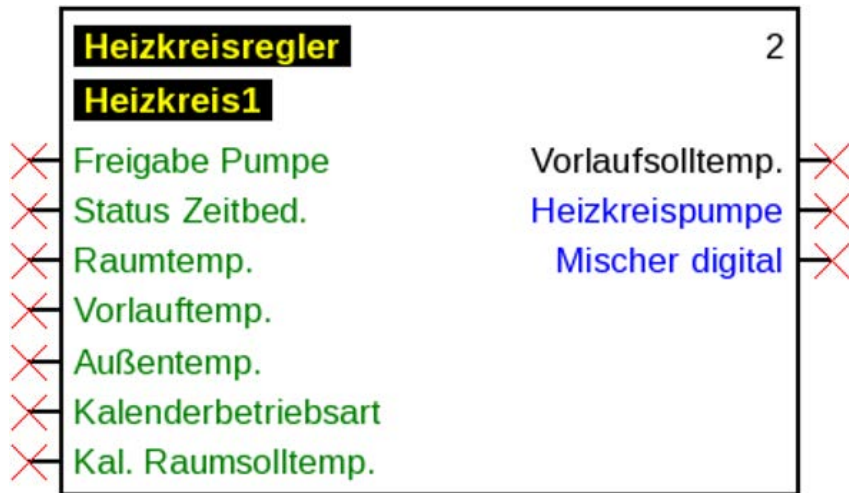 Heizkreisregler 2
Heizkreis1
Freigabe Pumpe Vorlaufsolltemp.
Status Zeitbed. Heizkreispumpe
Raumtemp. Mischer digital
Vorlauftemp.
Außentemp.
Kalenderbetriebsart
Kal. Raumsolltemp.